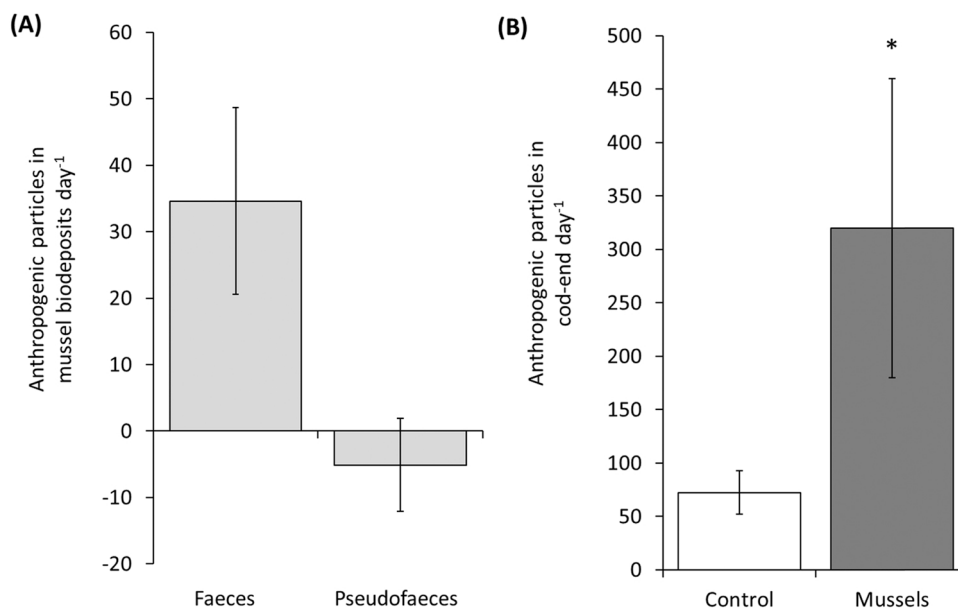 (A)
Anthropogenic particles in
mussel biodeposits day-1
60
50
40
30
20
10
0
-10
-20
Faeces
Pseudofaeces
(B)
Anthropogenic particles in
cod-end day-1
500
450
400
350
300
250
200
150
100
50
0
*
Control
Mussels